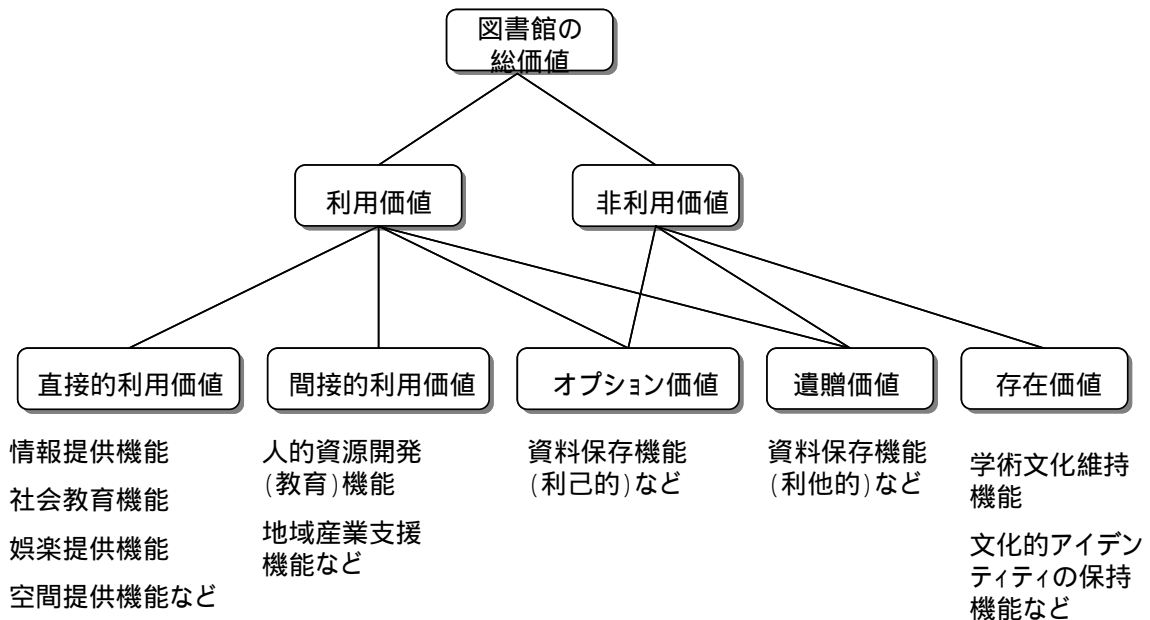 図書館の
総価値
利用価値
非利用価値
直接的利用価値
間接的利用価値
オプション価値
遺贈価値
存在価値
情報提供機能
社会教育機能
娯楽提供機能
空間提供機能など
人的資源開発
(教育)機能
地域産業支援
機能など
資料保存機能
(利己的)など
資料保存機能
(利他的)など
学術文化維持
機能
文化的アイデン
ティティの保持
機能など